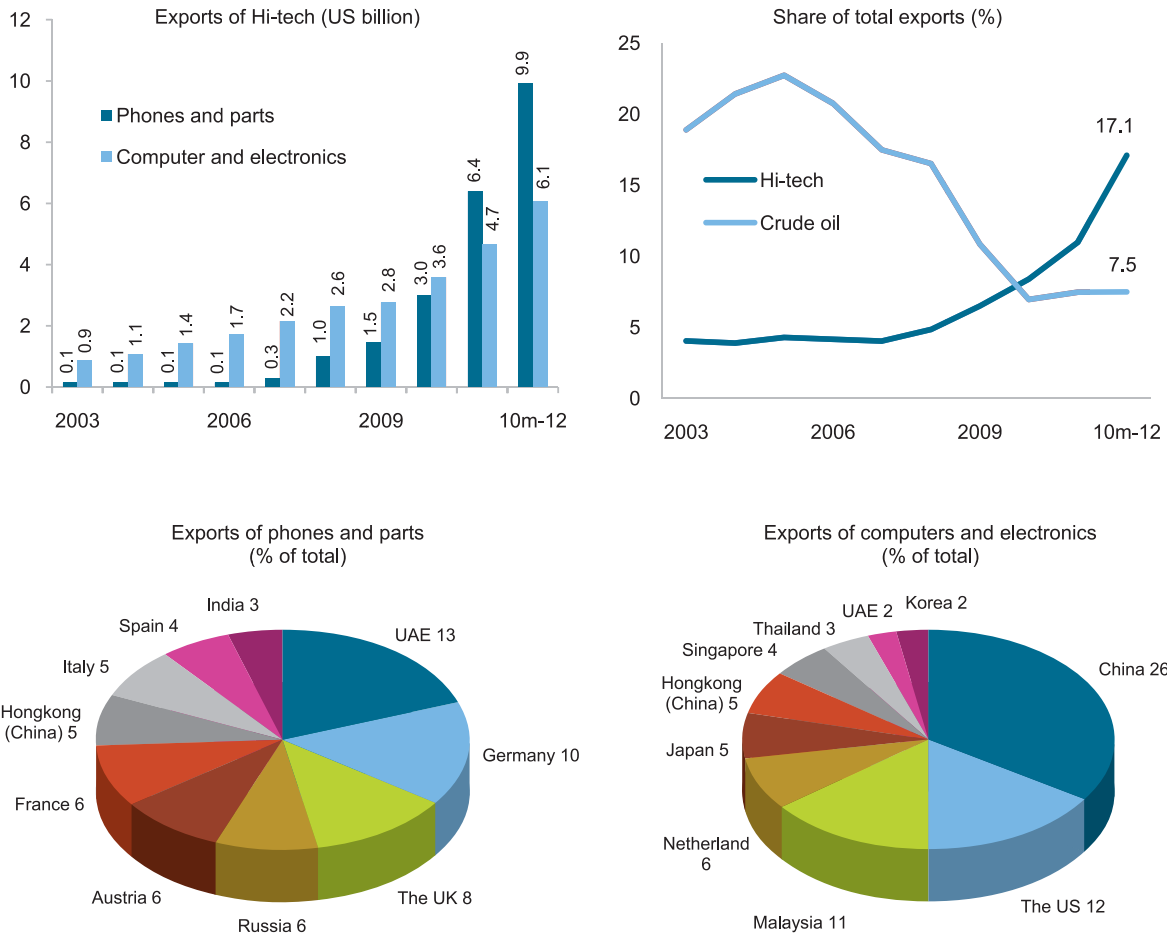 Exports of Hi-tech (US billion)
12
10
8
6
4
2
0
Phones and parts
Computer and electronics
0.1
0.9
0.1
1.1
0.1
1.4
0.1
1.7
0.3
2.2
1.0
2.6
1.5
2.8
3.0
3.6
6.4
4.7
9.9
6.1
2003
2006
2009
10m-12
Share of total exports (%)
25
20
15
10
5
0
Hi-tech
Crude oil
17.1
7.5
2003
2006
2009
10m-12
Exports of phones and parts
(% of total)
UAE 13
Germany 10
The UK 8
Russia 6
Austria 6
France 6
Hongkong
(China) 5
Italy 5
Spain 4
India 3
Exports of computers and electronics
(% of total)
China 26
The US 12
Malaysia 11
Netherland
6
Japan 5
Hongkong
(China) 5
Singapore 4
Thailand 3
UAE 2
Korea 2